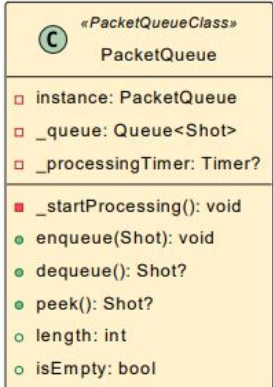 «PacketQueueClass»
C
PacketQueue
instance: PacketQueue
_queue: Queue<Shot>
_processingTimer: Timer?
_startProcessing(): void
enqueue(Shot): void
dequeue(): Shot?
peek(): Shot?
length: int
isEmpty: bool